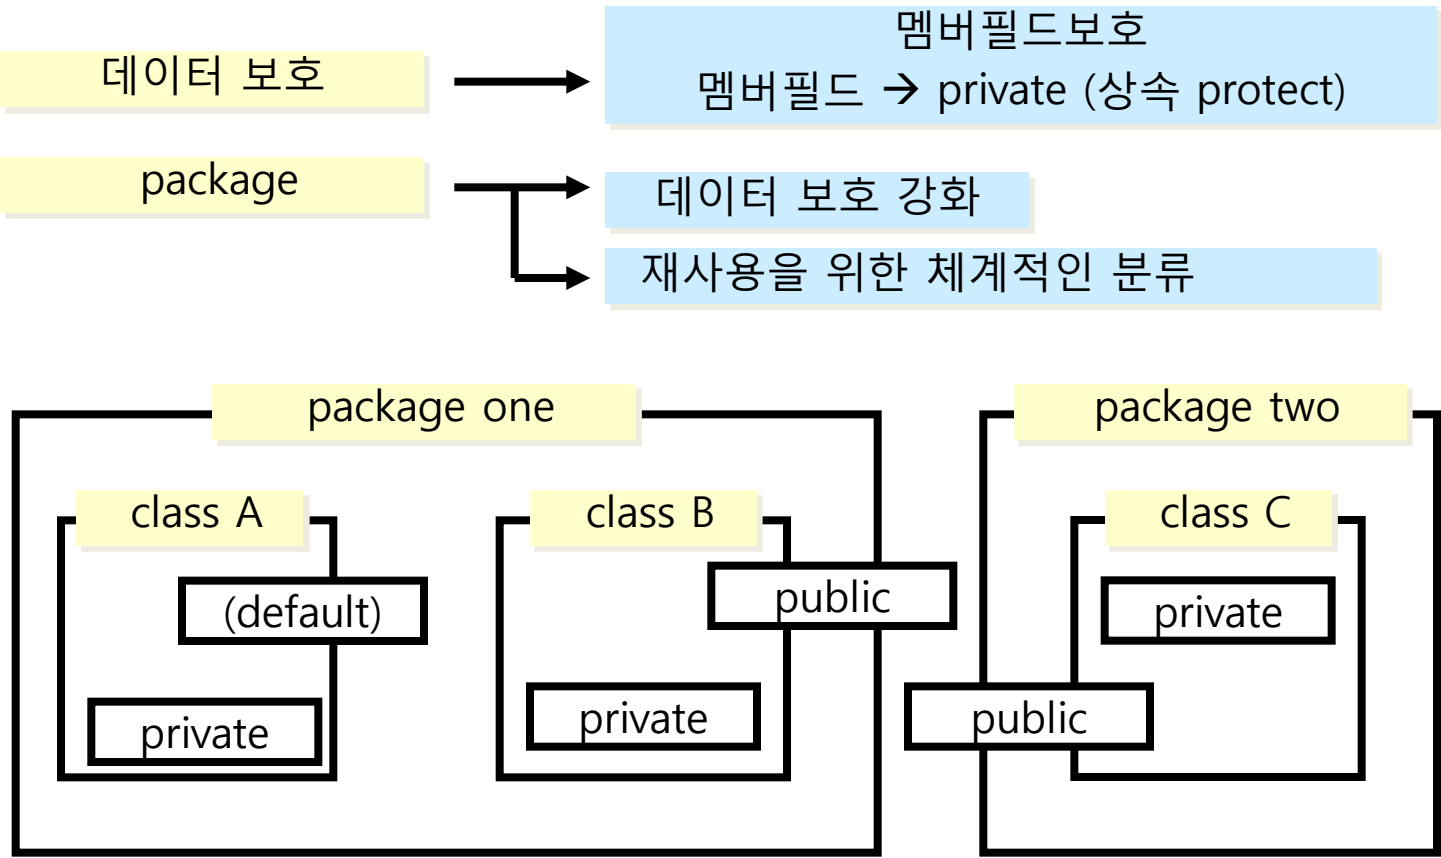 데이터 보호
멤버필드보호
멤버필드 → private (상속 protect)
package
데이터 보호 강화
재사용을 위한 체계적인 분류
package one
package two
class A
class B
class C
(default)
public
private
private
private
public